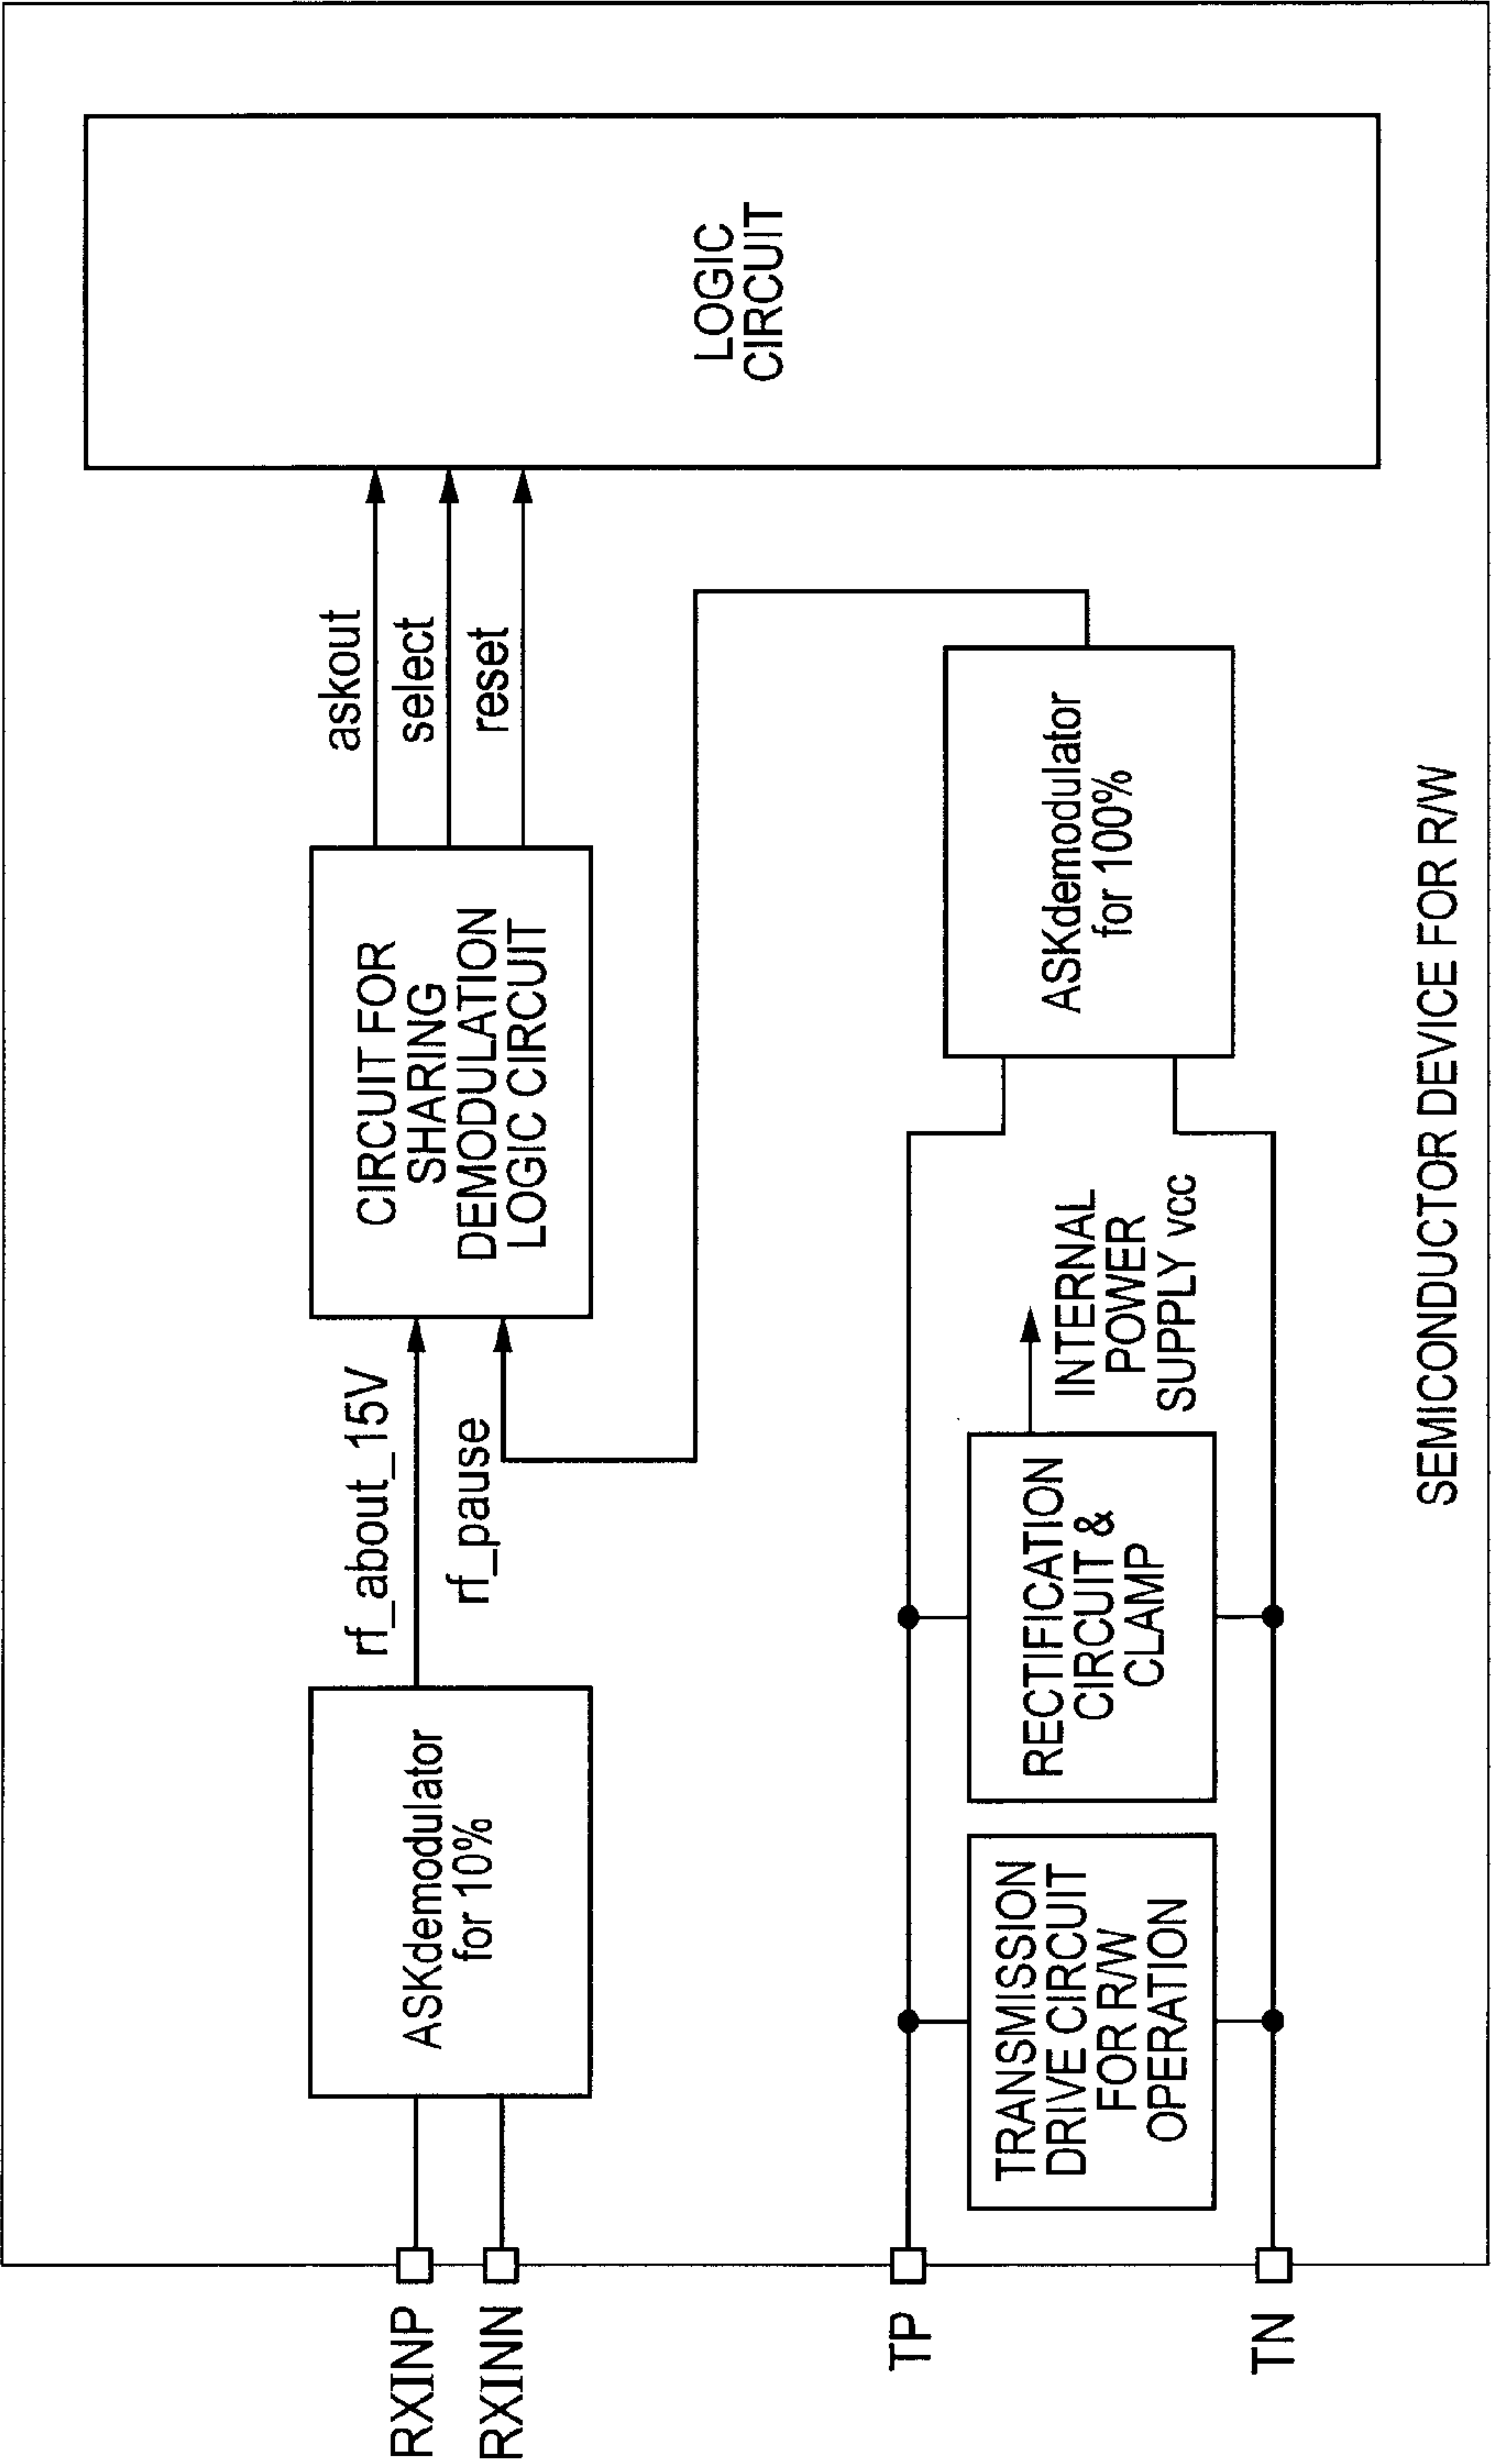 RXINP
RXINN
ASKdemodulator
for 10%
rf_about_15V
rf_pause
CIRCUIT FOR
SHARING
DEMODULATION
LOGIC CIRCUIT
askout
select
reset
LOGIC
CIRCUIT
TP
TN
TRANSMISSION
DRIVE CIRCUIT
FOR R/W
OPERATION
RECTIFICATION
CIRCUIT &
CLAMP
INTERNAL
POWER
SUPPLY vcc
ASKdemodulator
for 100%
SEMICONDUCTOR DEVICE FOR R/W